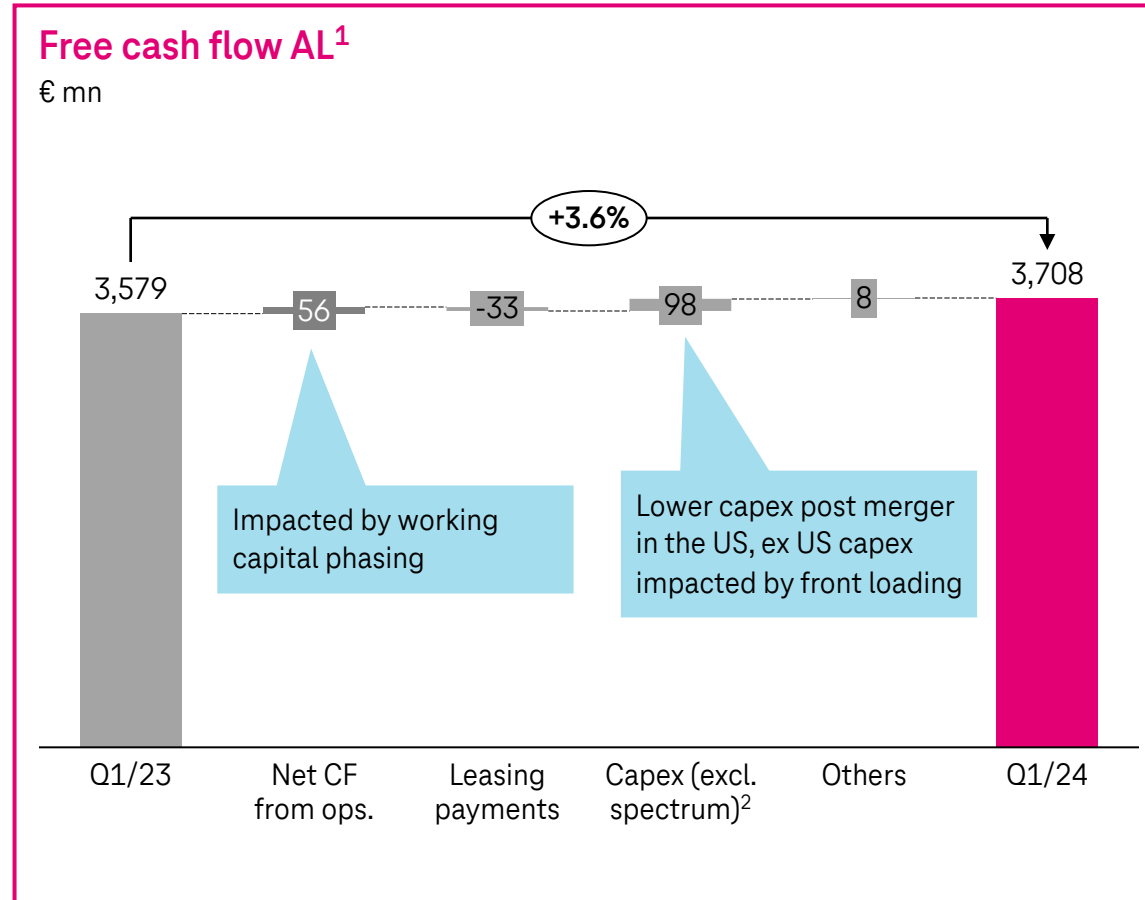 Free cash flow AL¹
€ mn
+3.6%
3,579
56
-33
98
8
3,708
Impacted by working
capital phasing
Lower capex post merger
in the US, ex US capex
impacted by front loading
Q1/23
Net CF
from ops.
Leasing
payments
Capex (excl.
spectrum)²
Others
Q1/24